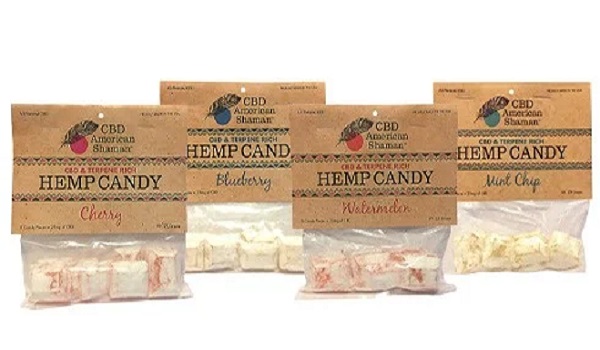 CBD
American
Shaman
CBD & TERPENE RICH
HEMP CANDY
Cherry
CBD
American
Shaman
CBD & TERPENE RICH
HEMP CANDY
Blueberry
CBD
American
Shaman
CBD & TERPENE RICH
HEMP CANDY
Watermelon
CBD
American
Shaman
CBD & TERPENE RICH
HEMP CANDY
Mint Chip